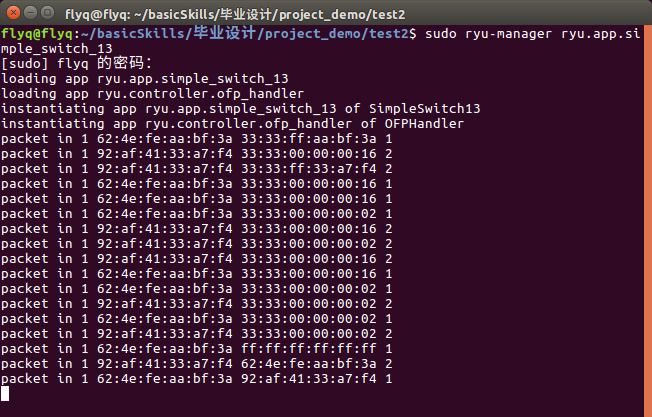 flyq@flyq: ~/basicSkills/毕业设计/project_demo/test2
flyq@flyq:~/basicSkills/毕业设计/project_demo/test2$ sudo ryu-manager ryu.app.si
mple_switch_13
[sudo] flyq 的密码：
loading app ryu.app.simple_switch_13
loading app ryu.controller.ofp_handler
instantiating app ryu.app.simple_switch_13 of SimpleSwitch13
instantiating app ryu.controller.ofp_handler of OFPHandler
packet in 1 62:4e:fe:aa:bf:3a 33:33:ff:aa:bf:3a 1
packet in 1 92:af:41:33:a7:f4 33:33:00:00:00:16 2
packet in 1 92:af:41:33:a7:f4 33:33:ff:33:a7:f4 2
packet in 1 62:4e:fe:aa:bf:3a 33:33:00:00:00:16 1
packet in 1 62:4e:fe:aa:bf:3a 33:33:00:00:00:16 1
packet in 1 62:4e:fe:aa:bf:3a 33:33:00:00:00:02 1
packet in 1 92:af:41:33:a7:f4 33:33:00:00:00:16 2
packet in 1 92:af:41:33:a7:f4 33:33:00:00:00:02 2
packet in 1 92:af:41:33:a7:f4 33:33:00:00:00:16 2
packet in 1 62:4e:fe:aa:bf:3a 33:33:00:00:00:16 1
packet in 1 62:4e:fe:aa:bf:3a 33:33:00:00:00:02 1
packet in 1 92:af:41:33:a7:f4 33:33:00:00:00:02 2
packet in 1 62:4e:fe:aa:bf:3a 33:33:00:00:00:02 1
packet in 1 92:af:41:33:a7:f4 33:33:00:00:00:02 2
packet in 1 62:4e:fe:aa:bf:3a ff:ff:ff:ff:ff:ff 1
packet in 1 92:af:41:33:a7:f4 62:4e:fe:aa:bf:3a 2
packet in 1 62:4e:fe:aa:bf:3a 92:af:41:33:a7:f4 1